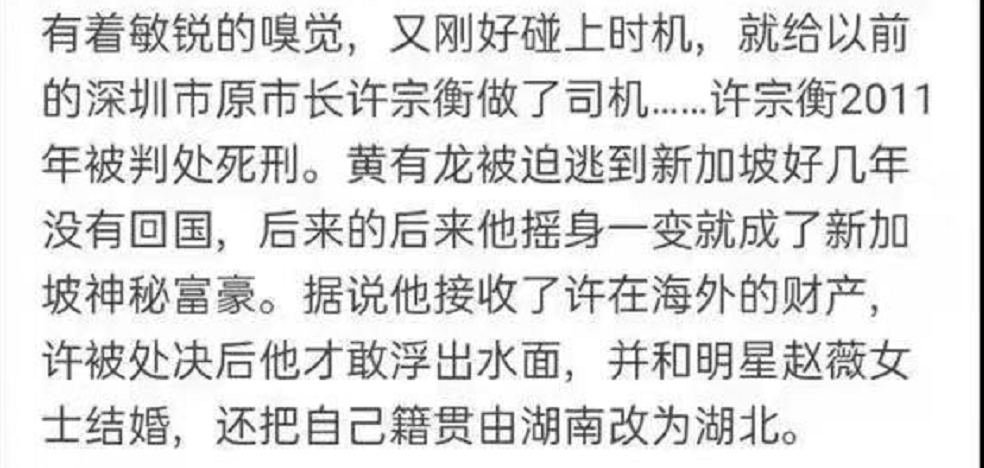 有着敏锐的嗅觉，又刚好碰上时机，就给以前
的深圳市原市长许宗衡做了司机……许宗衡2011
年被判处死刑。黄有龙被迫逃到新加坡好几年
没有回国，后来的后来他摇身一变就成了新加
坡神秘富豪。据说他接收了许在海外的财产，
许被处决后他才敢浮出水面，并和明星赵薇女
士结婚，还把自己籍贯由湖南改为湖北。